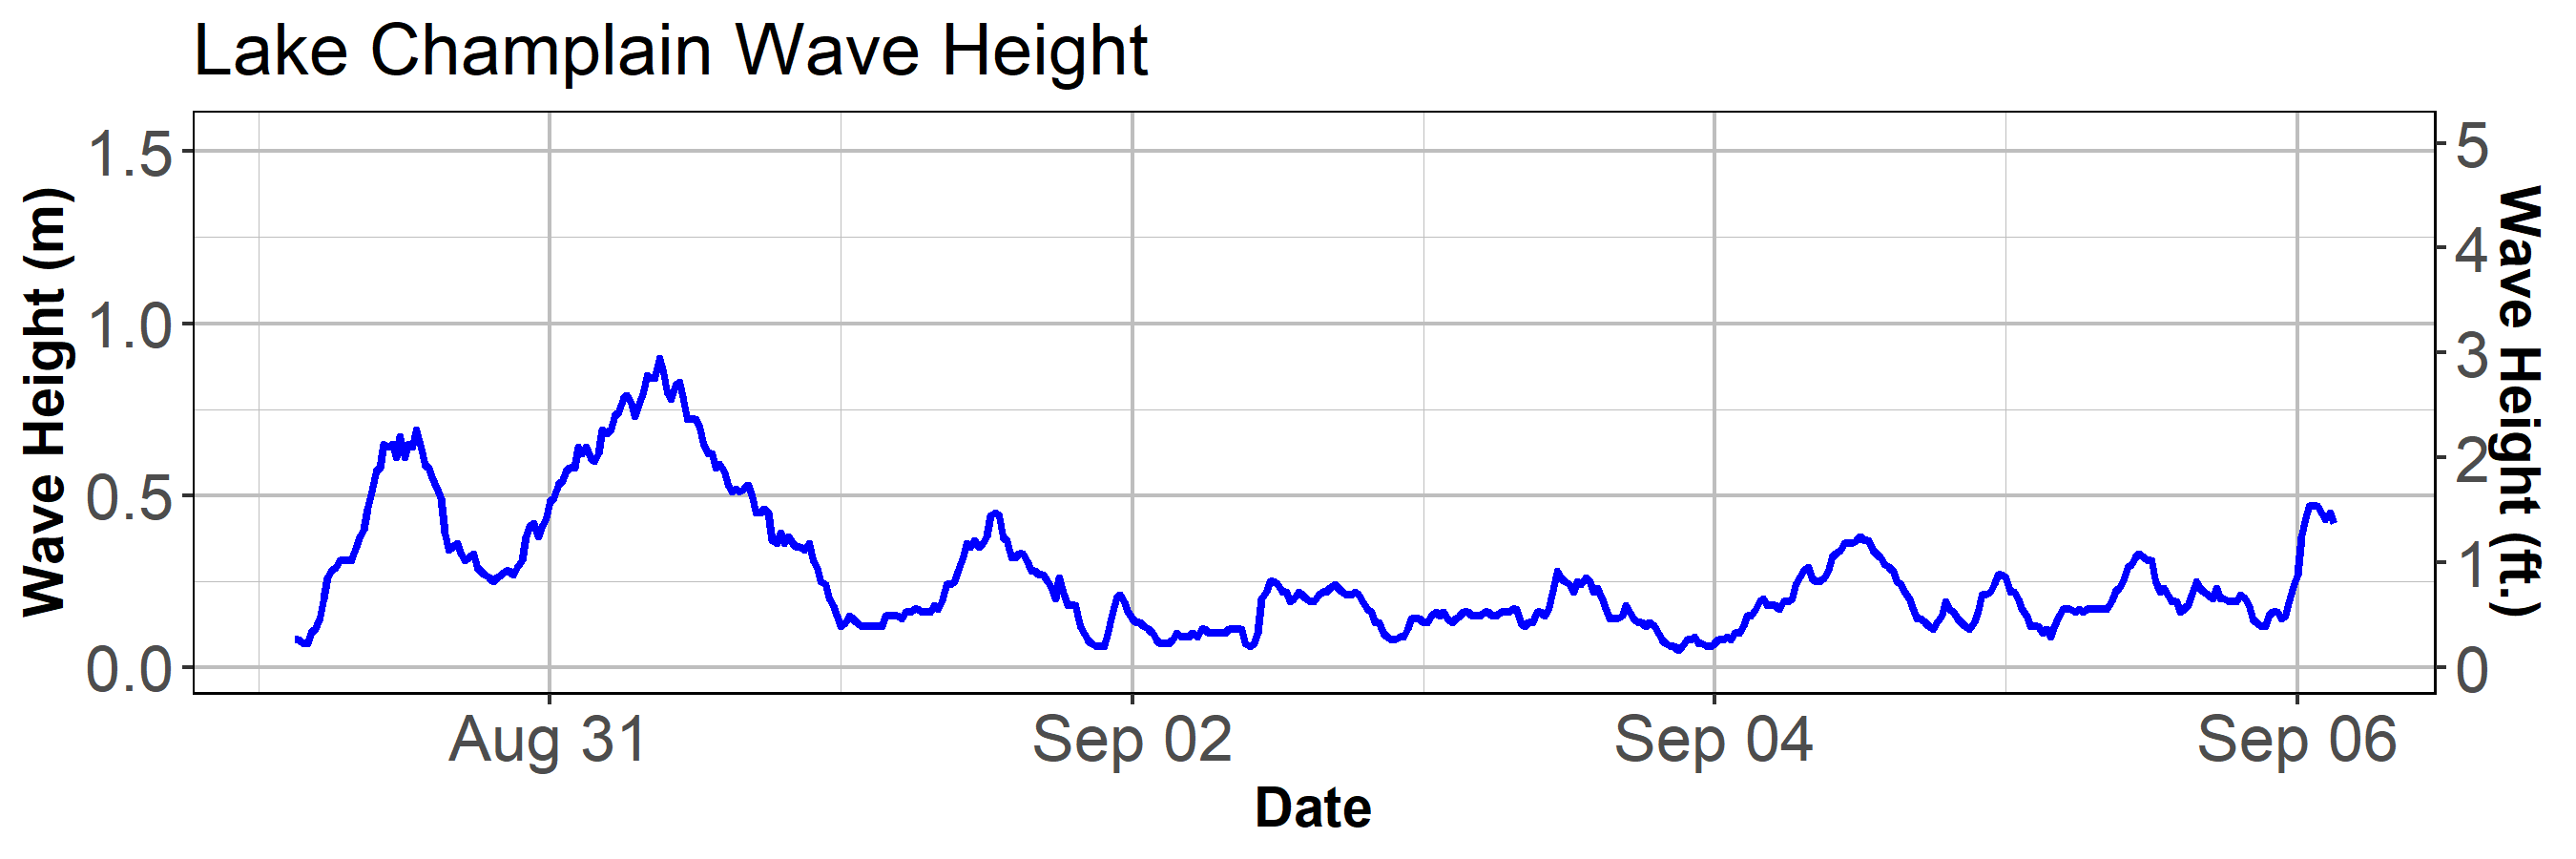 Lake Champlain Wave Height
Wave Height (m)
1.5
1.0
0.5
0.0
5
4
3
2
1
0
Wave Height (ft.)
Aug 31
Sep 02
Sep 04
Sep 06
Date